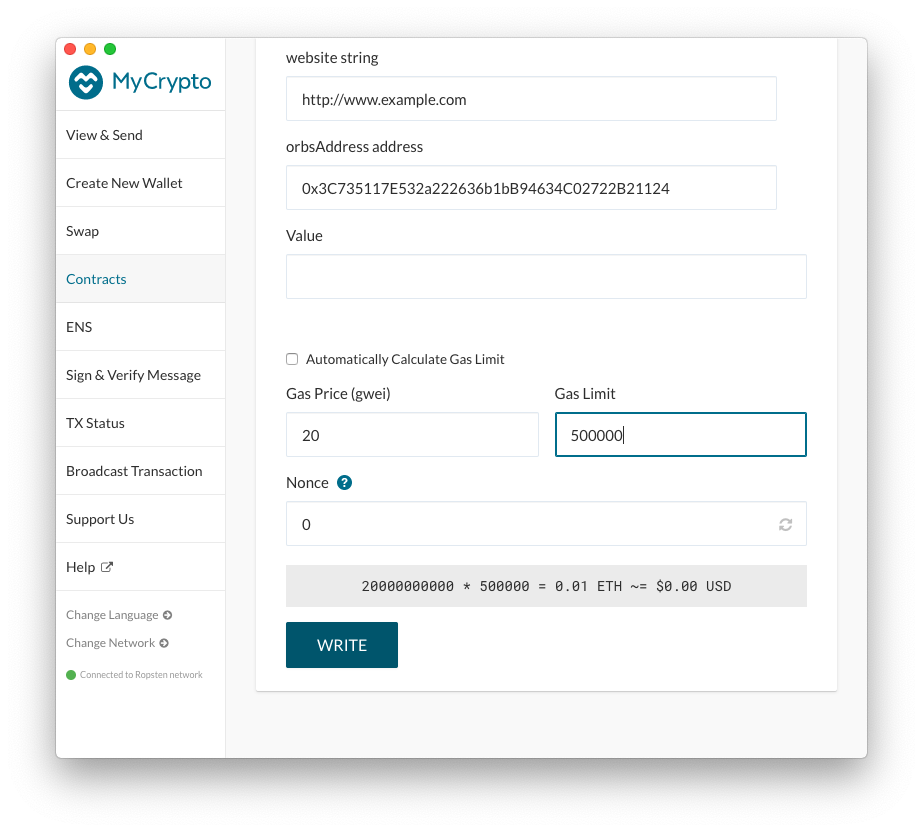 MyCrypto
View & Send
Create New Wallet
Swap
Contracts
ENS
Sign & Verify Message
TX Status
Broadcast Transaction
Support Us
Help
Change Language
Change Network
Connected to Ropsten network
website string
http://www.example.com
orbsAddress address
0x3C735117E532a222636b1bB94634C02722B21124
Value
Automatically Calculate Gas Limit
Gas Price (gwei) Gas Limit
20 500000
Nonce ?
0
20000000000 * 500000 = 0.01 ETH ~= $0.00 USD
WRITE